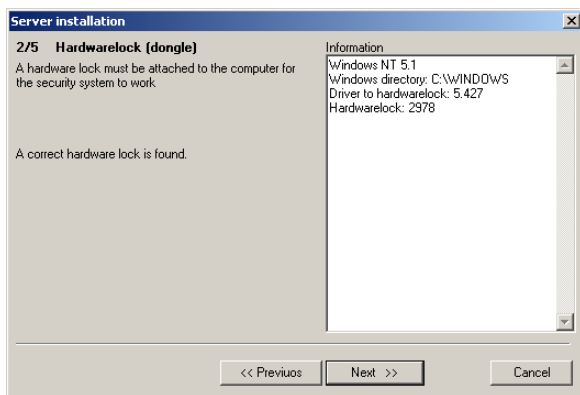 Server installation
2/5 Hardwarelock (dongle)
A hardware lock must be attached to the computer for
the security system to work
A correct hardware lock is found.
Information
Windows NT 5.1
Windows directory: C:\WINDOWS
Driver to hardwarelock: 5.427
Hardwarelock: 2978
<< Previuos
Next >>
Cancel